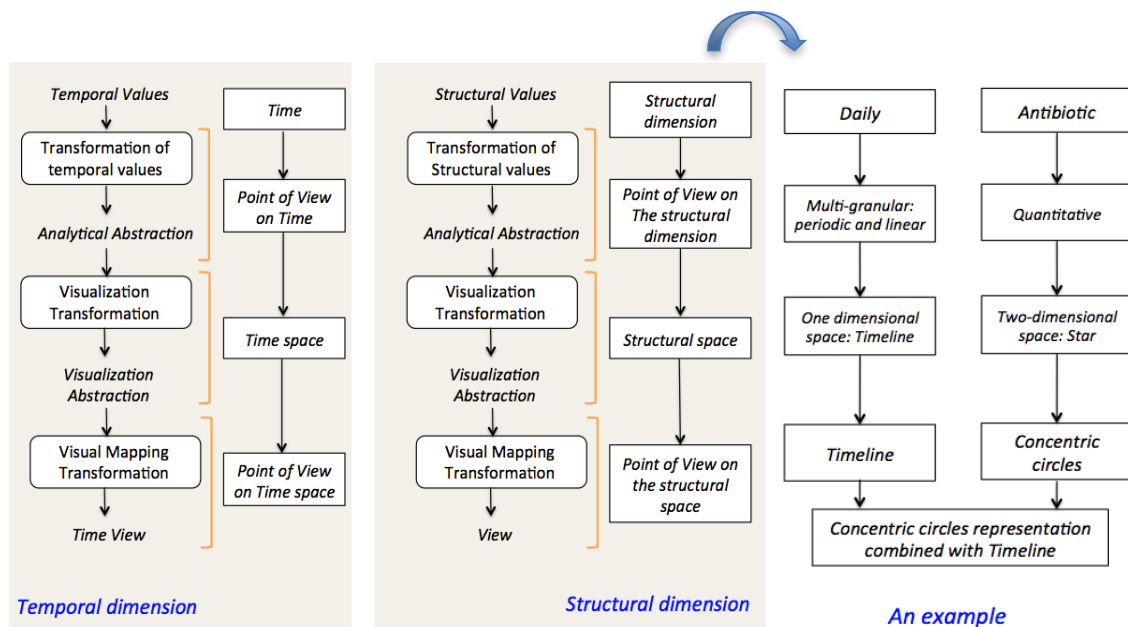 Temporal Values
Transformation of
temporal values
Analytical Abstraction
Visualization
Transformation
Visualization
Abstraction
Visual Mapping
Transformation
Time View
Time
Point of View
on Time
Time space
Point of View
on Time space
Temporal dimension
Structural Values
Transformation of
Structural values
Analytical Abstraction
Visualization
Transformation
Visualization
Abstraction
Visual Mapping
Transformation
View
Structural
dimension
Point of View on
The structural
dimension
Structural space
Point of View on
the structural
space
Structural dimension
Daily
Multi-granular:
periodic and linear
One dimensional
space: Timeline
Timeline
Antibiotic
Quantitative
Two-dimensional
space: Star
Concentric
circles
Concentric circles representation
combined with Timeline
An example